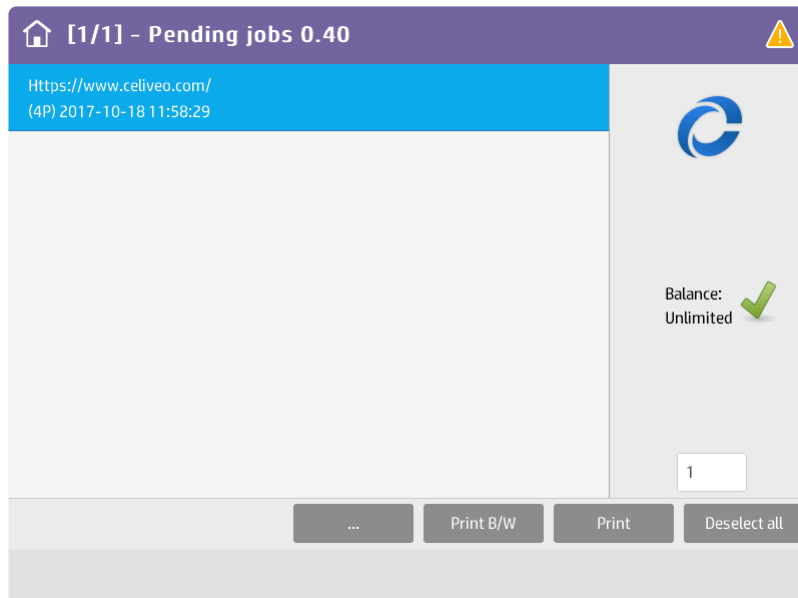 [1/1] - Pending jobs 0.40
Https://www.celiveo.com/
(4P) 2017-10-18 11:58:29
Balance:
Unlimited
1
...
Print B/W
Print
Deselect all